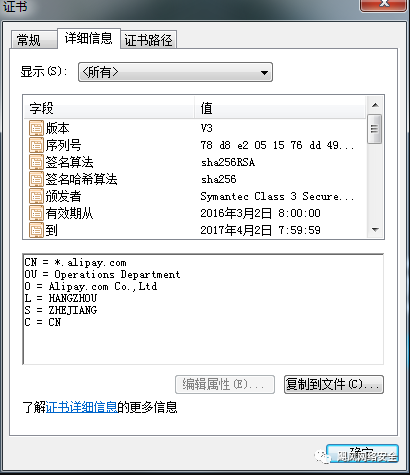 证书
常规 详细信息 证书路径
显示(S): <所有>
字段 值
版本 V3
序列号 78 d8 e2 05 15 76 dd 49...
签名算法 sha256RSA
签名哈希算法 sha256
颁发者 Symantec Class 3 Secure...
有效期从 2016年3月2日 8:00:00
到 2017年4月2日 7:59:59
CN = *.alipay.com
OU = Operations Department
O = Alipay.com Co.,Ltd
L = HANGZHOU
S = ZHEJIANG
C = CN
编辑属性(E)... 复制到文件(C)...
了解证书详细信息的更多信息
确定